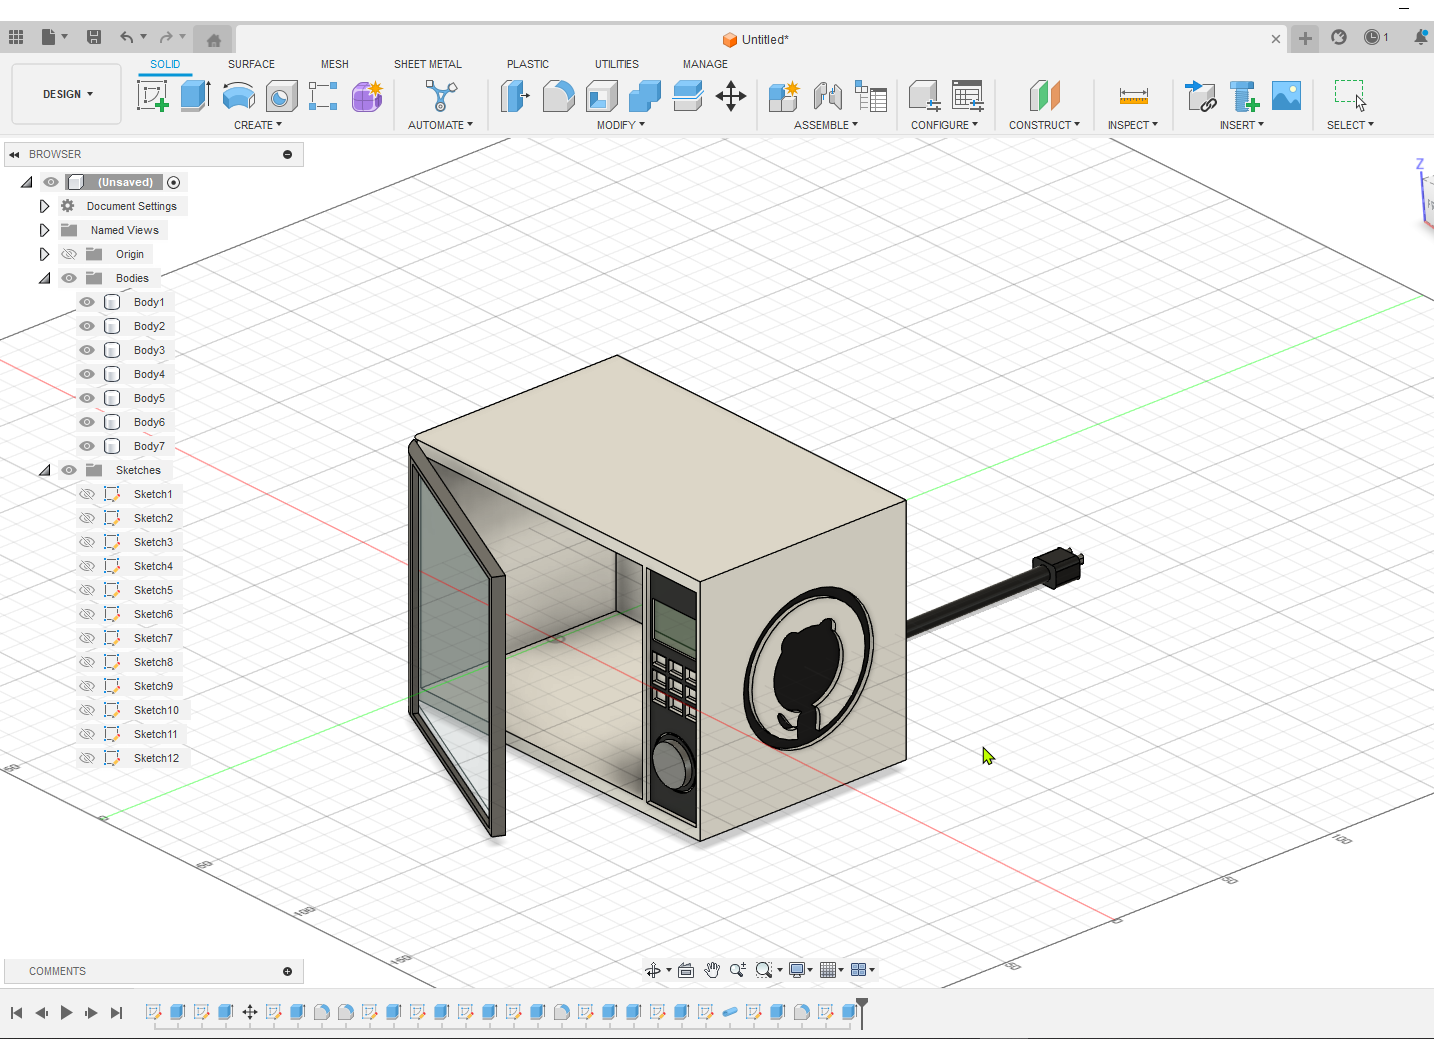 Untitled*
1
SOLID SURFACE MESH SHEET METAL PLASTIC UTILITIES MANAGE
DESIGN
CREATE AUTOMATE MODIFY ASSEMBLE CONFIGURE CONSTRUCT INSPECT INSERT SELECT
BROWSER
Z
(Unsaved)
Document Settings
Named Views
Origin
Bodies
Body1
Body2
Body3
Body4
Body5
Body6
Body7
Sketches
Sketch1
Sketch2
Sketch3
Sketch4
Sketch5
Sketch6
Sketch7
Sketch8
Sketch9
Sketch10
Sketch11
Sketch12
50
0
50
100
150
100
50
0
50
COMMENTS